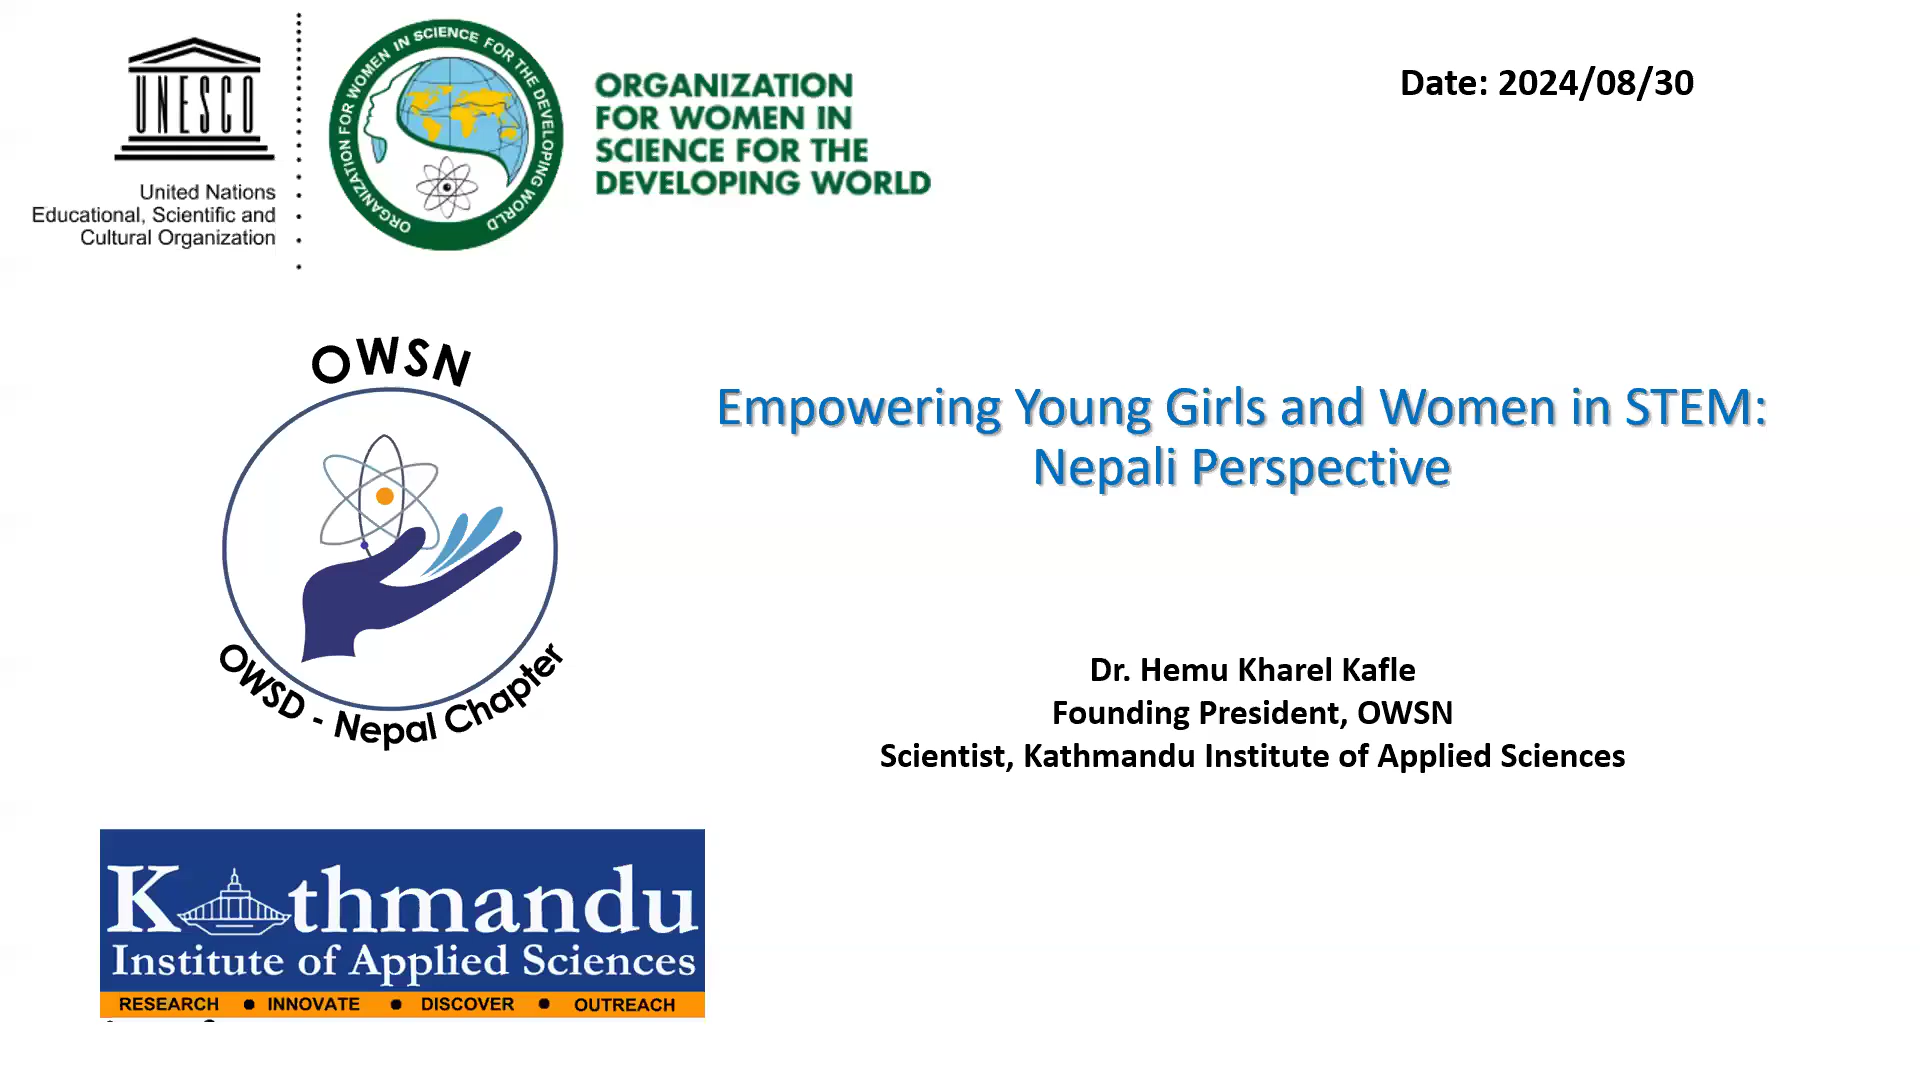 UNESCO
United Nations
Educational, Scientific and
Cultural Organization
ORGANIZATION FOR WOMEN IN SCIENCE FOR THE DEVELOPING WORLD
ORGANIZATION
ORGANIZATION
FOR WOMEN IN
SCIENCE FOR THE
DEVELOPING WORLD
Date: 2024/08/30
OWSN
OWSD - Nepal Chapter
Empowering Young Girls and Women in STEM:
Nepali Perspective
Dr. Hemu Kharel Kafle
Founding President, OWSN
Scientist, Kathmandu Institute of Applied Sciences
Kathmandu
Institute of Applied Sciences
RESEARCH • INNOVATE • DISCOVER • OUTREACH